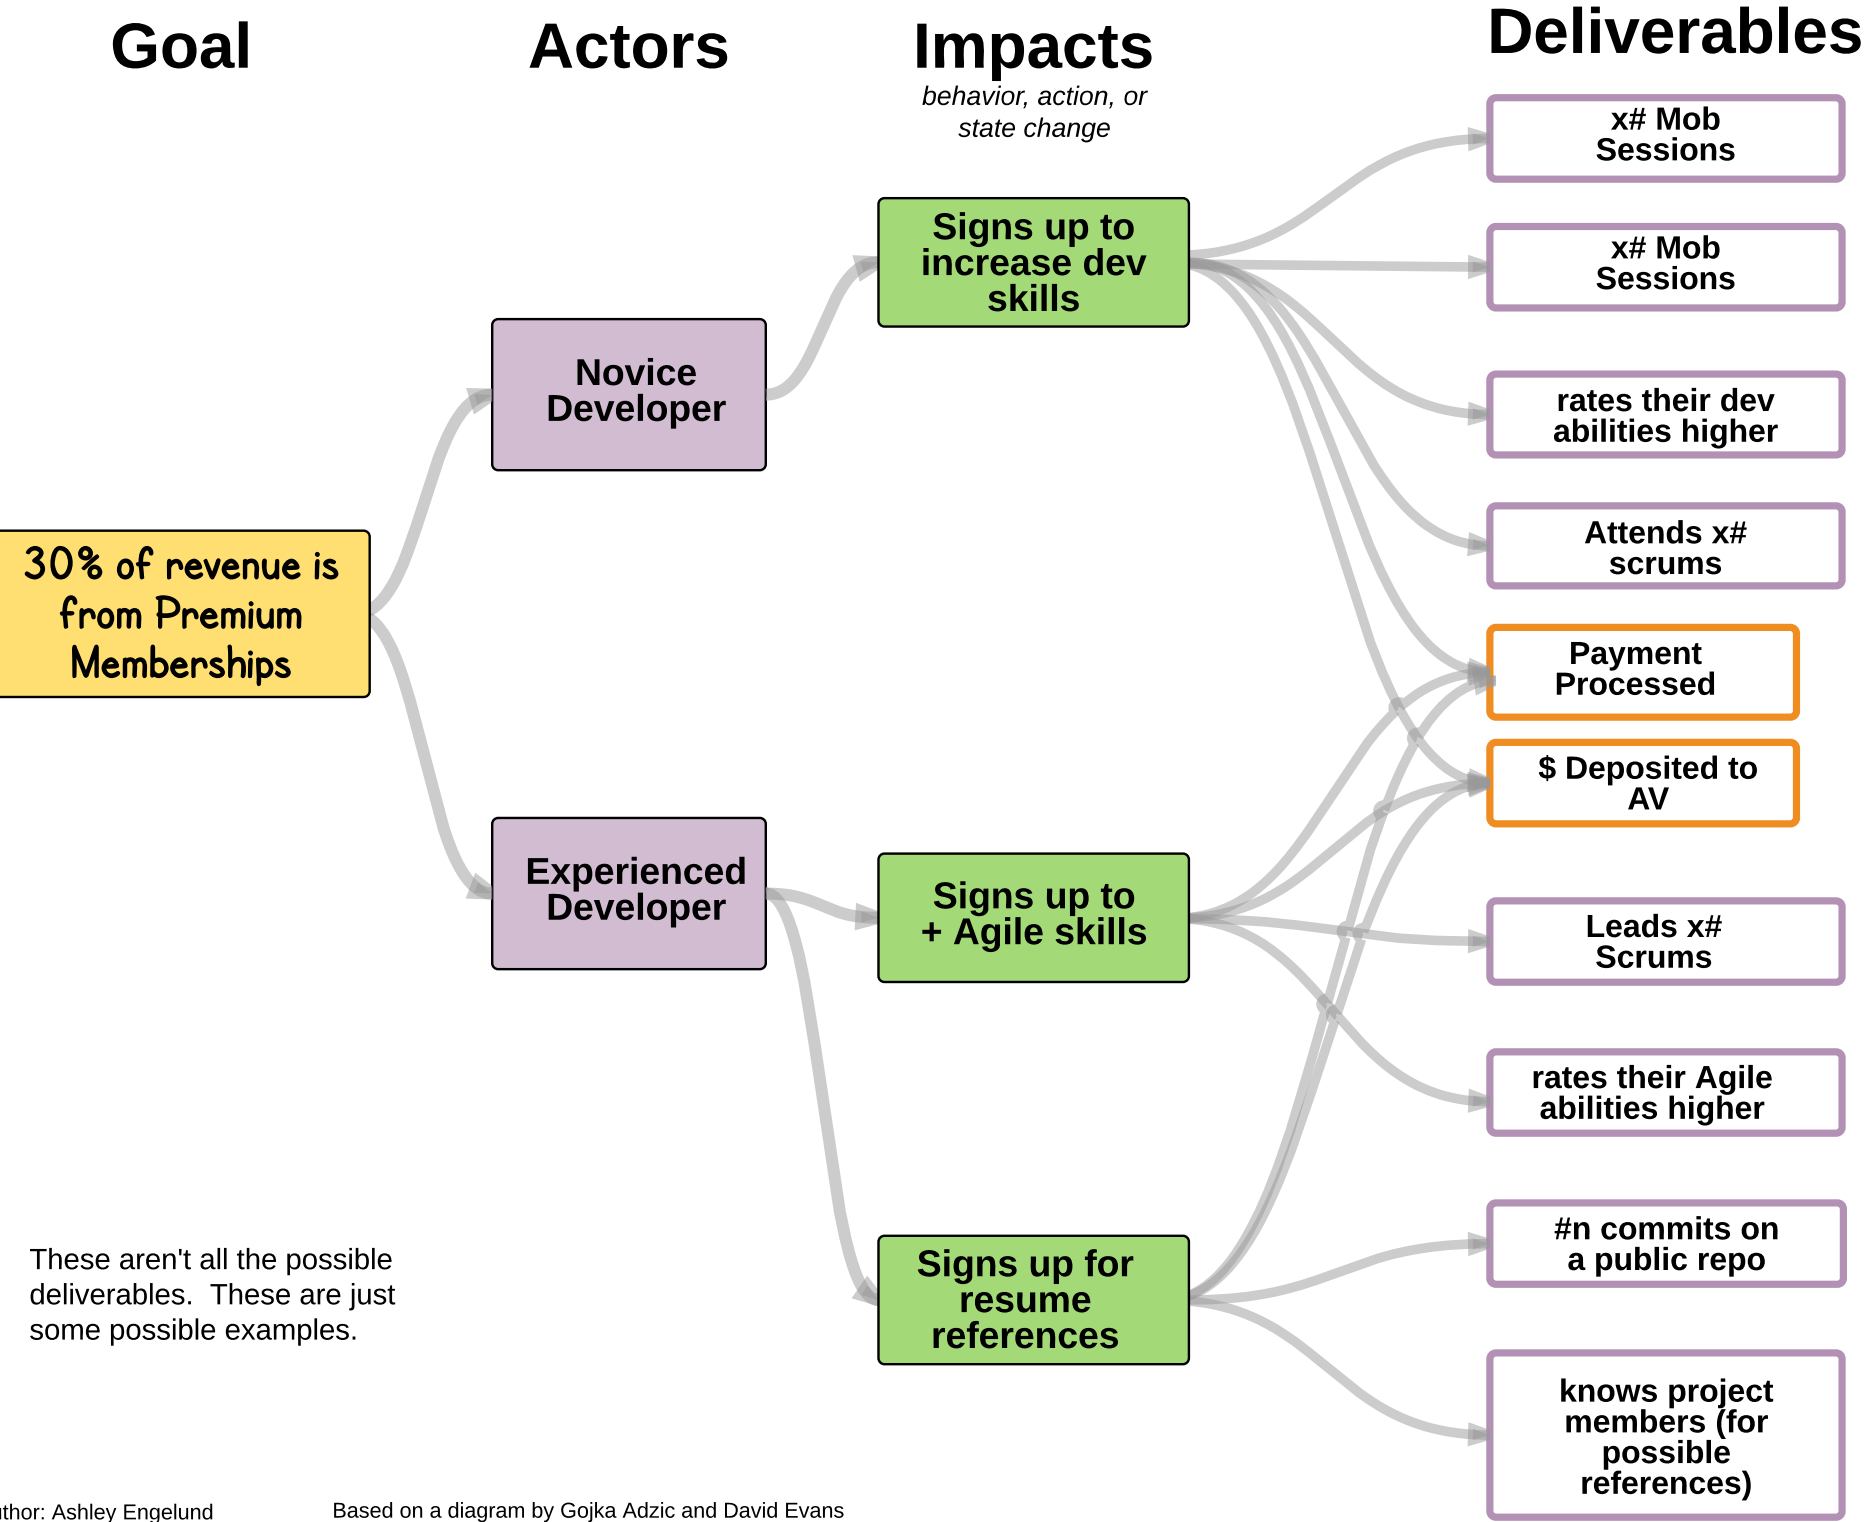 Goal
Actors
Impacts
behavior, action, or
state change
Deliverables
30% of revenue is
from Premium
Memberships
Novice
Developer
Experienced
Developer
Signs up to
increase dev
skills
Signs up to
+ Agile skills
Signs up for
resume
references
x# Mob
Sessions
x# Mob
Sessions
rates their dev
abilities higher
Attends x#
scrums
Payment
Processed
$ Deposited to
AV
Leads x#
Scrums
rates their Agile
abilities higher
#n commits on
a public repo
knows project
members (for
possible
references)
These aren't all the possible
deliverables.  These are just
some possible examples.
thor: Ashley Engelund
Based on a diagram by Gojka Adzic and David Evans